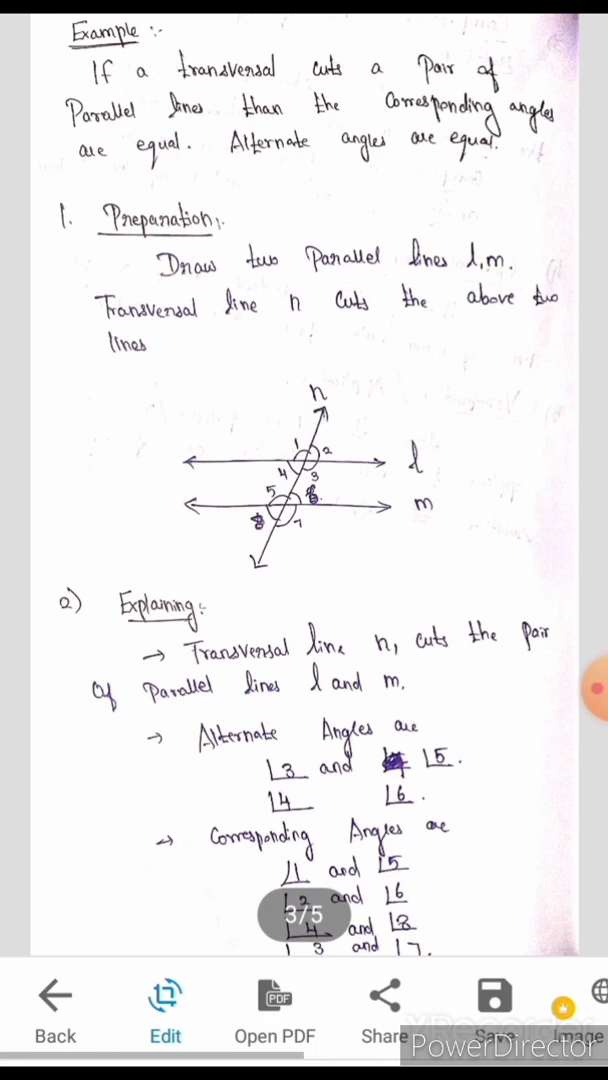 Example :-
If a transversal cuts a Pair of
Parallel lines than the Corresponding angles
are equal. Alternate angles are equal.
1. Preparation:-
Draw two Parallel lines l, m.
Transversal line n cuts the above two
lines
n
1 2
4 3
l
5 6
m
8 7
2) Explaining:-
→ Transversal line n, cuts the pair
of Parallel lines l and m.
→ Alternate Angles are
∠3 and ∠5.
∠4 ∠6.
→ Corresponding Angles are
∠1 and ∠5
∠2 and ∠6
3/5
∠4 and ∠8
∠3 and ∠7.
Back Edit Open PDF Share Save Image
XRecorder
PowerDirector